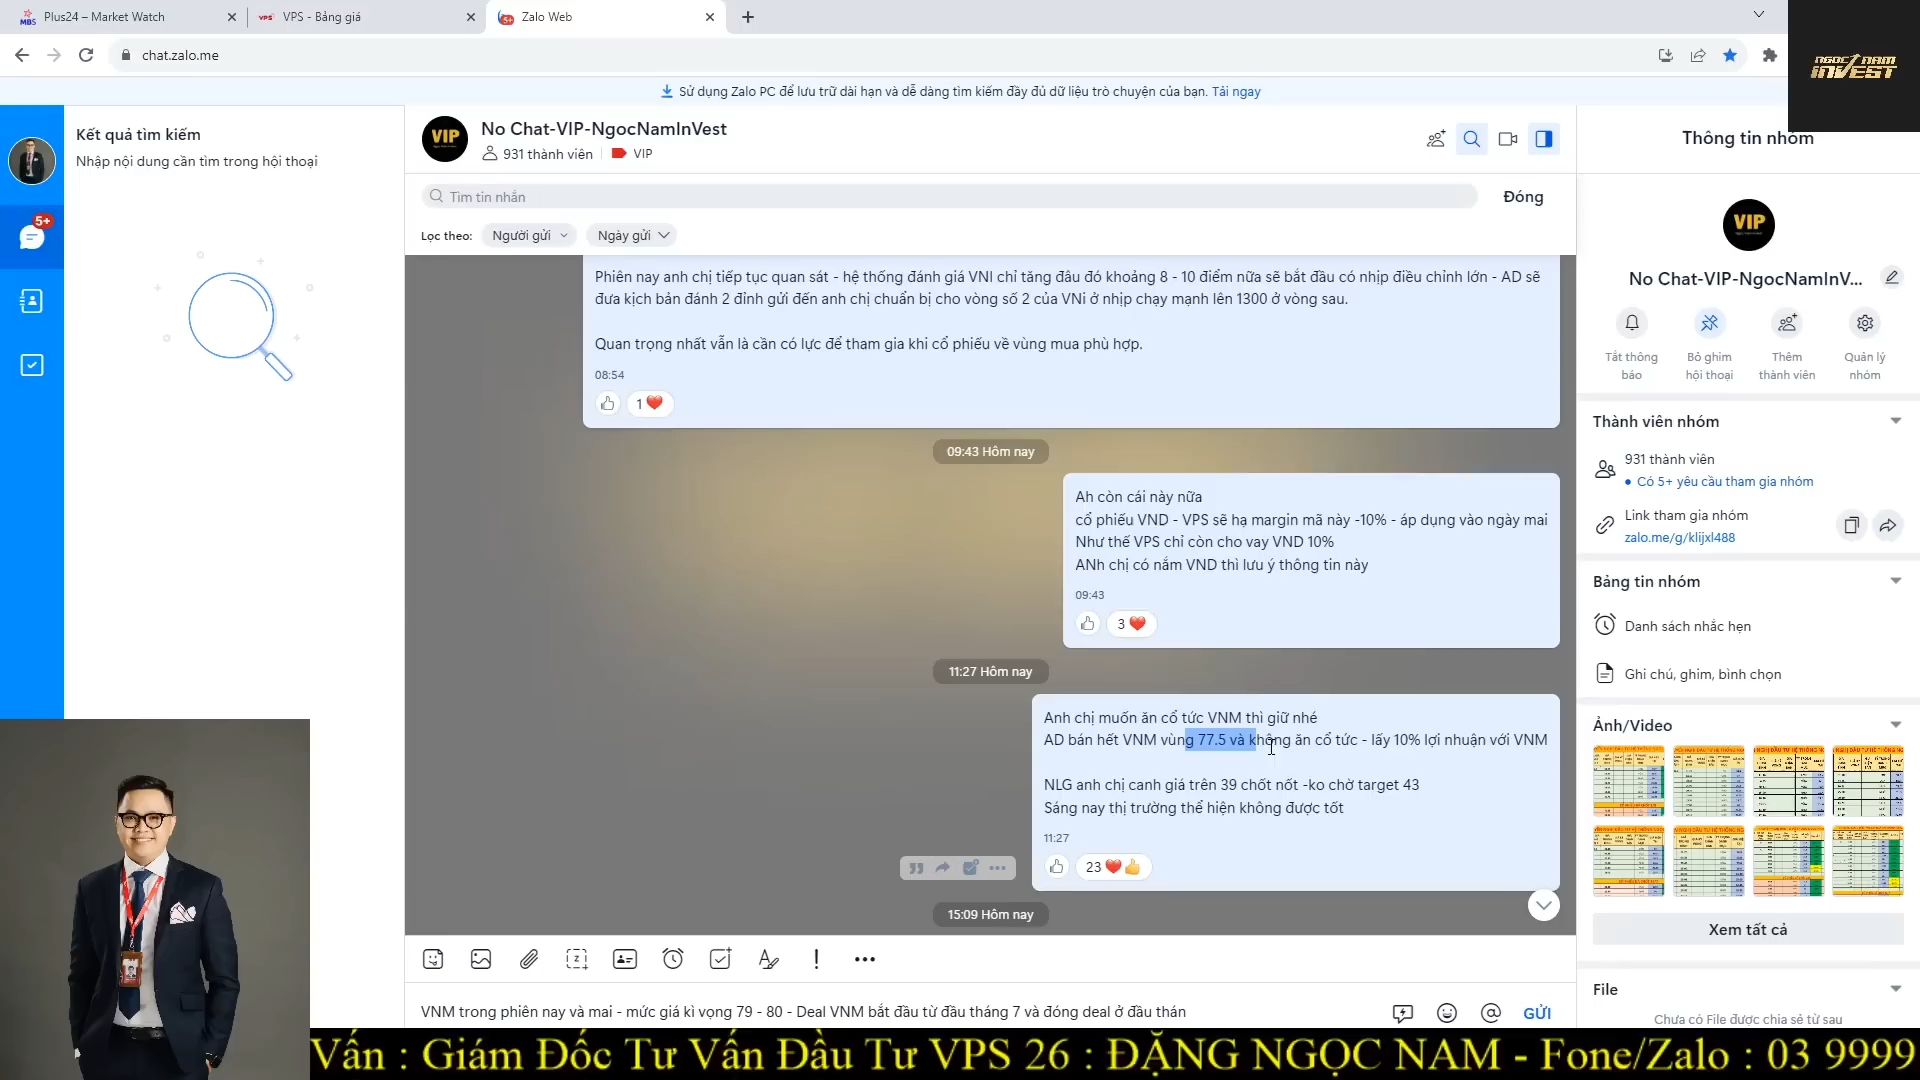 Plus24 – Market Watch
VPS - Bảng giá
Zalo Web
chat.zalo.me
NGOC NAM
INVEST
Sử dụng Zalo PC để lưu trữ dài hạn và dễ dàng tìm kiếm đầy đủ dữ liệu trò chuyện của bạn. Tải ngay
Kết quả tìm kiếm
Nhập nội dung cần tìm trong hội thoại
5+
VIP
No Chat-VIP-NgocNamInVest
931 thành viên
VIP
Tìm tin nhắn
Đóng
Lọc theo:
Người gửi
Ngày gửi
Phiên nay anh chị tiếp tục quan sát - hệ thống đánh giá VNI chỉ tăng đâu đó khoảng 8 - 10 điểm nữa sẽ bắt đầu có nhịp điều chỉnh lớn - AD sẽ
đưa kịch bản đánh 2 đỉnh gửi đến anh chị chuẩn bị cho vòng số 2 của VNi ở nhịp chạy mạnh lên 1300 ở vòng sau.
Quan trọng nhất vẫn là cần có lực để tham gia khi cổ phiếu về vùng mua phù hợp.
08:54
1
09:43 Hôm nay
Ah còn cái này nữa
cổ phiếu VND - VPS sẽ hạ margin mã này -10% - áp dụng vào ngày mai
Như thế VPS chỉ còn cho vay VND 10%
ANh chị có nắm VND thì lưu ý thông tin này
09:43
3
11:27 Hôm nay
Anh chị muốn ăn cổ tức VNM thì giữ nhé
AD bán hết VNM vùng 77.5 và không ăn cổ tức - lấy 10% lợi nhuận với VNM
NLG anh chị canh giá trên 39 chốt nốt -ko chờ target 43
Sáng nay thị trường thể hiện không được tốt
11:27
23
15:09 Hôm nay
VNM trong phiên nay và mai - mức giá kì vọng 79 - 80 - Deal VNM bắt đầu từ đầu tháng 7 và đóng deal ở đầu thán
GỬI
Thông tin nhóm
VIP
No Chat-VIP-NgocNamInV...
Tắt thông báo
Bỏ ghim hội thoại
Thêm thành viên
Quản lý nhóm
Thành viên nhóm
931 thành viên
Có 5+ yêu cầu tham gia nhóm
Link tham gia nhóm
zalo.me/g/klijxl488
Bảng tin nhóm
Danh sách nhắc hẹn
Ghi chú, ghim, bình chọn
Ảnh/Video
Xem tất cả
File
Chưa có File được chia sẻ từ sau
Vấn : Giám Đốc Tư Vấn Đầu Tư VPS 26 : ĐẶNG NGỌC NAM - Fone/Zalo : 03 9999